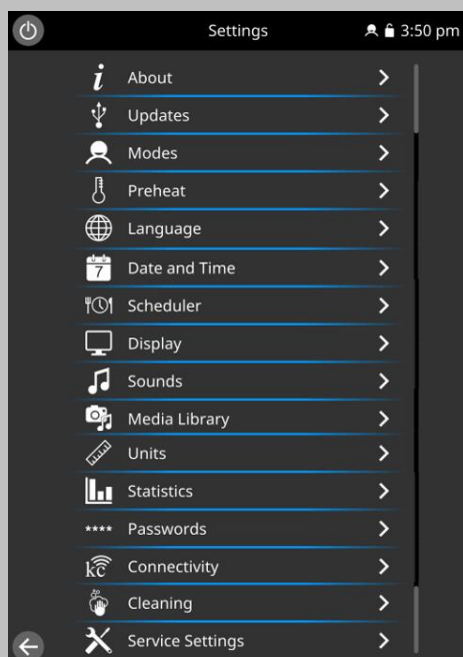 Settings
3:50 pm
i About
Updates
Modes
Preheat
Language
7 Date and Time
Scheduler
Display
Sounds
Media Library
Units
Statistics
**** Passwords
kc Connectivity
Cleaning
Service Settings